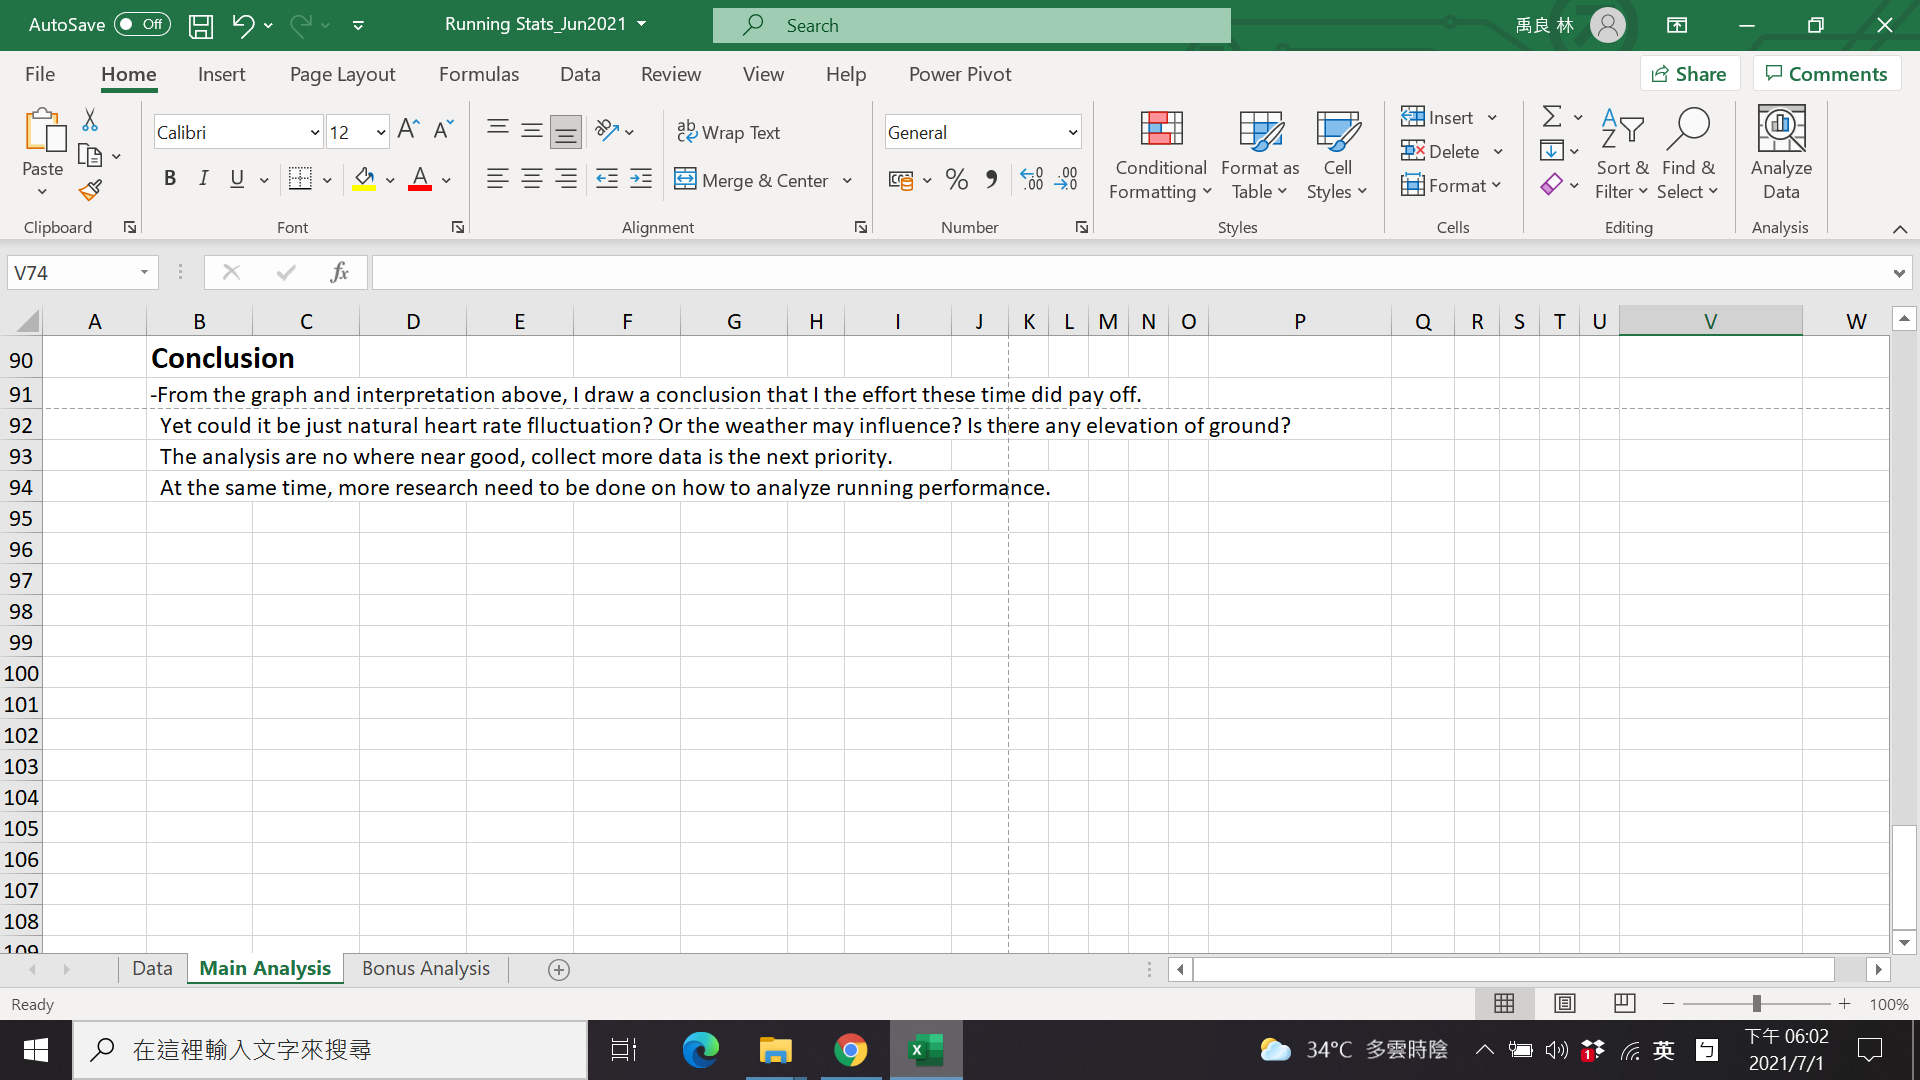 AutoSave Off Running Stats_Jun2021 Search 禹良 林
File Home Insert Page Layout Formulas Data Review View Help Power Pivot Share Comments
Paste
Clipboard
Calibri 12
B I U A
Font
ab Wrap Text
Merge & Center
Alignment
General
% 9 .00 .00
Number
Conditional Formatting
Format as Table
Cell Styles
Styles
Insert
Delete
Format
Cells
Sort & Filter
Find & Select
Editing
Analyze Data
Analysis
V74 fx
A B C D E F G H I J K L M N O P Q R S T U V W
90 Conclusion
91 -From the graph and interpretation above, I draw a conclusion that I the effort these time did pay off.
92 Yet could it be just natural heart rate flluctuation? Or the weather may influence? Is there any elevation of ground?
93 The analysis are no where near good, collect more data is the next priority.
94 At the same time, more research need to be done on how to analyze running performance.
95
96
97
98
99
100
101
102
103
104
105
106
107
108
109
Data Main Analysis Bonus Analysis
Ready 100%
在這裡輸入文字來搜尋 34°C 多雲時陰 1 英 ㄅ 下午 06:02
2021/7/1